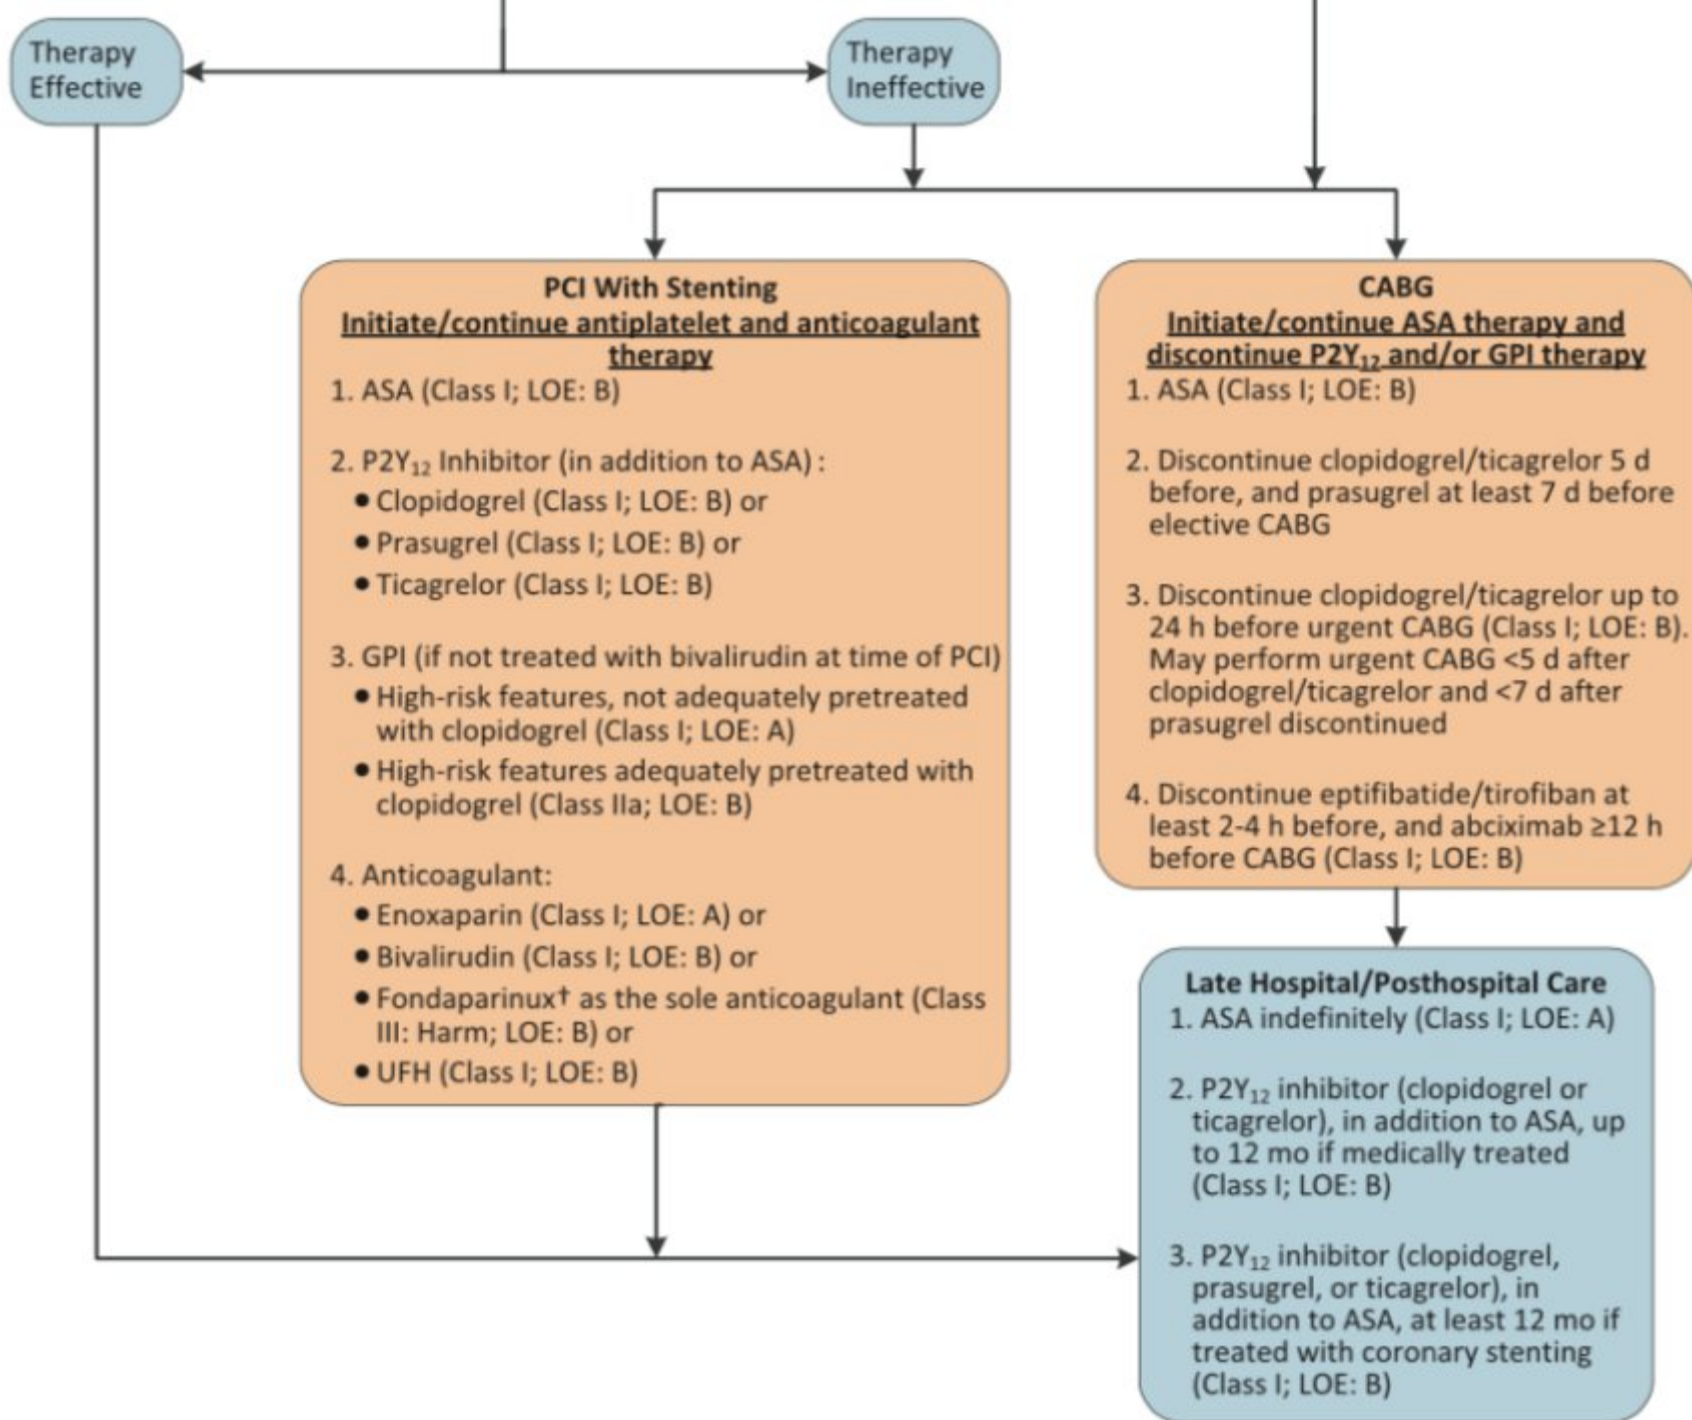 Therapy
Effective
Therapy
Ineffective
PCI With Stenting
Initiate/continue antiplatelet and anticoagulant
therapy
1. ASA (Class I; LOE: B)
2. P2Y₁₂ Inhibitor (in addition to ASA) :
• Clopidogrel (Class I; LOE: B) or
• Prasugrel (Class I; LOE: B) or
• Ticagrelor (Class I; LOE: B)
3. GPI (if not treated with bivalirudin at time of PCI)
• High-risk features, not adequately pretreated
with clopidogrel (Class I; LOE: A)
• High-risk features adequately pretreated with
clopidogrel (Class IIa; LOE: B)
4. Anticoagulant:
• Enoxaparin (Class I; LOE: A) or
• Bivalirudin (Class I; LOE: B) or
• Fondaparinux† as the sole anticoagulant (Class
III: Harm; LOE: B) or
• UFH (Class I; LOE: B)
CABG
Initiate/continue ASA therapy and
discontinue P2Y₁₂ and/or GPI therapy
1. ASA (Class I; LOE: B)
2. Discontinue clopidogrel/ticagrelor 5 d
before, and prasugrel at least 7 d before
elective CABG
3. Discontinue clopidogrel/ticagrelor up to
24 h before urgent CABG (Class I; LOE: B).
May perform urgent CABG <5 d after
clopidogrel/ticagrelor and <7 d after
prasugrel discontinued
4. Discontinue eptifibatide/tirofiban at
least 2-4 h before, and abciximab ≥12 h
before CABG (Class I; LOE: B)
Late Hospital/Posthospital Care
1. ASA indefinitely (Class I; LOE: A)
2. P2Y₁₂ inhibitor (clopidogrel or
ticagrelor), in addition to ASA, up
to 12 mo if medically treated
(Class I; LOE: B)
3. P2Y₁₂ inhibitor (clopidogrel,
prasugrel, or ticagrelor), in
addition to ASA, at least 12 mo if
treated with coronary stenting
(Class I; LOE: B)